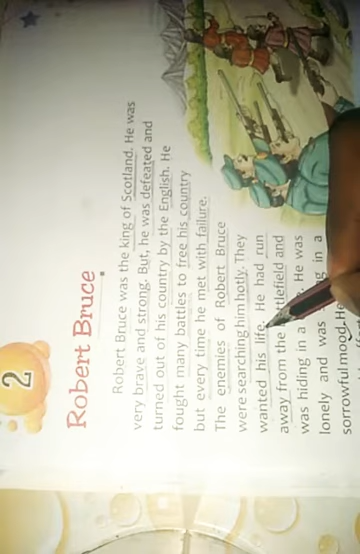 2
Robert Bruce
Robert Bruce was the king of Scotland. He was
very brave and strong. But, he was defeated and
turned out of his country by the English. He
fought many battles to free his country
but every time he met with failure.
The enemies of Robert Bruce
were searching him hotly. They
wanted his life. He had run
away from the and
was hiding in a He was
lonely and was in a
sorrowful mood. He